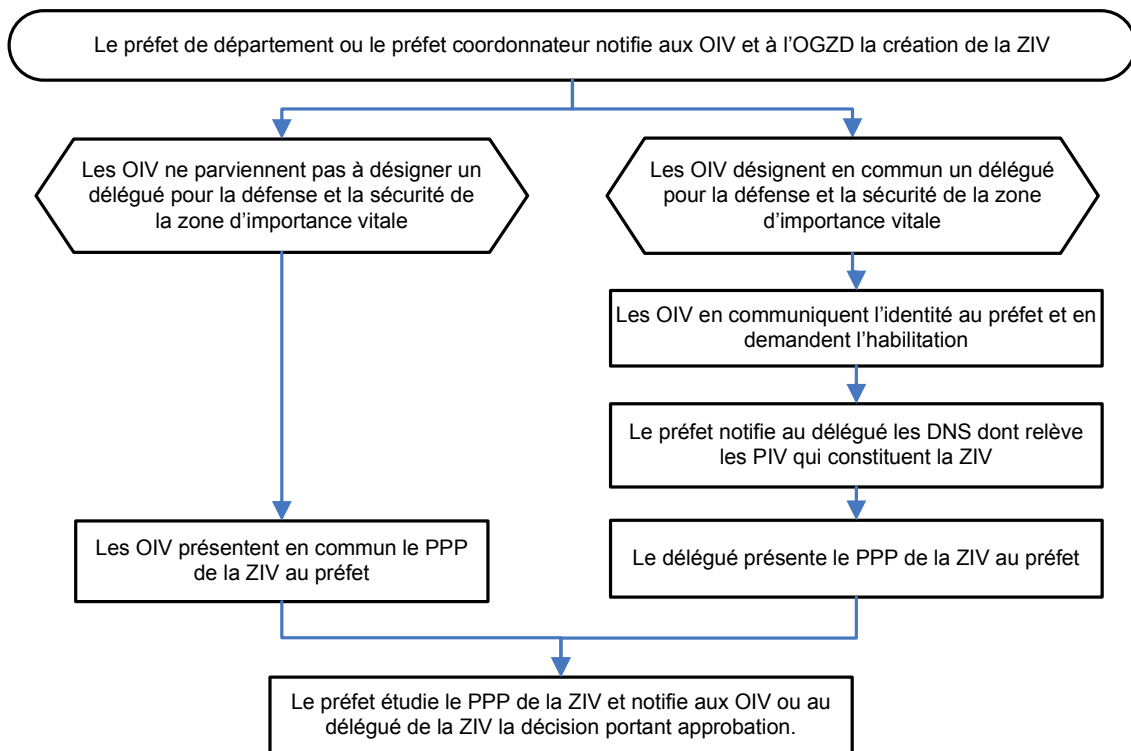 Le préfet de département ou le préfet coordonnateur notifie aux OIV et à l'OGZD la création de la ZIV
Les OIV ne parviennent pas à désigner un
délégué pour la défense et la sécurité de
la zone d'importance vitale
Les OIV désignent en commun un délégué
pour la défense et la sécurité de la zone
d'importance vitale
Les OIV en communiquent l'identité au préfet et en
demandent l'habilitation
Le préfet notifie au délégué les DNS dont relève
les PIV qui constituent la ZIV
Les OIV présentent en commun le PPP
de la ZIV au préfet
Le délégué présente le PPP de la ZIV au préfet
Le préfet étudie le PPP de la ZIV et notifie aux OIV ou au
délégué de la ZIV la décision portant approbation.